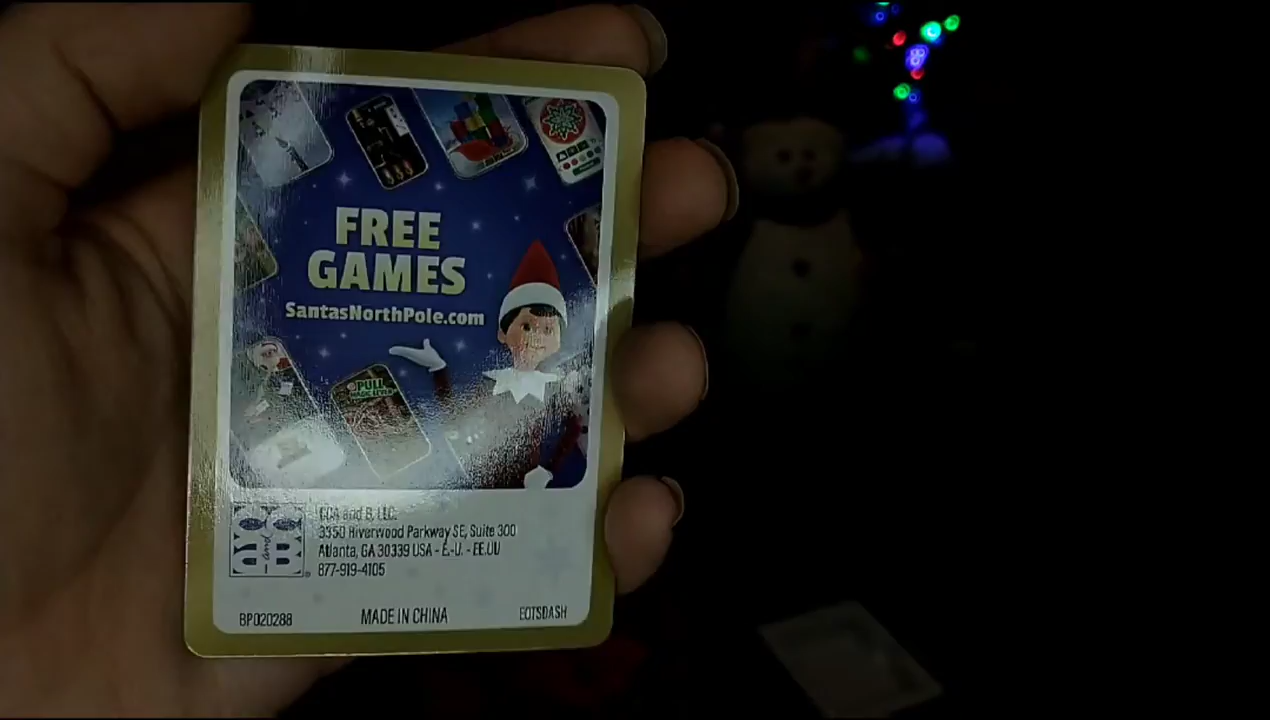 FREE
GAMES
SantasNorthPole.com
PULL
CCA and B, LLC.
3350 Riverwood Parkway SE, Suite 300
Atlanta, GA 30339 USA - É.-U. - EE.UU
877-919-4105
BP020288
MADE IN CHINA
EOTSDASH